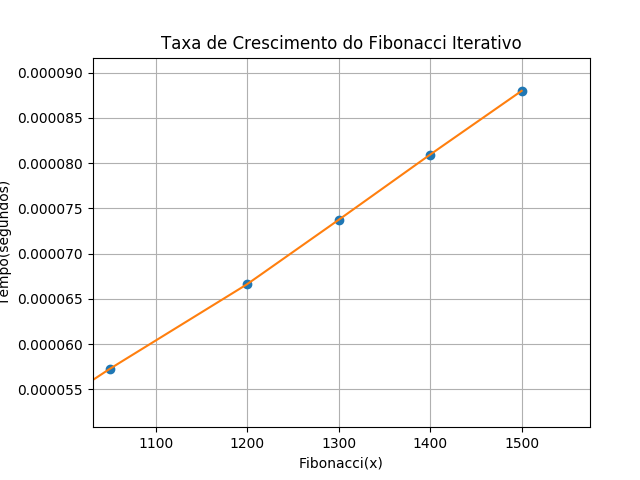 Taxa de Crescimento do Fibonacci Iterativo
0.000090
0.000085
0.000080
0.000075
0.000070
0.000065
0.000060
0.000055
Tempo(segundos)
1100 1200 1300 1400 1500
Fibonacci(x)